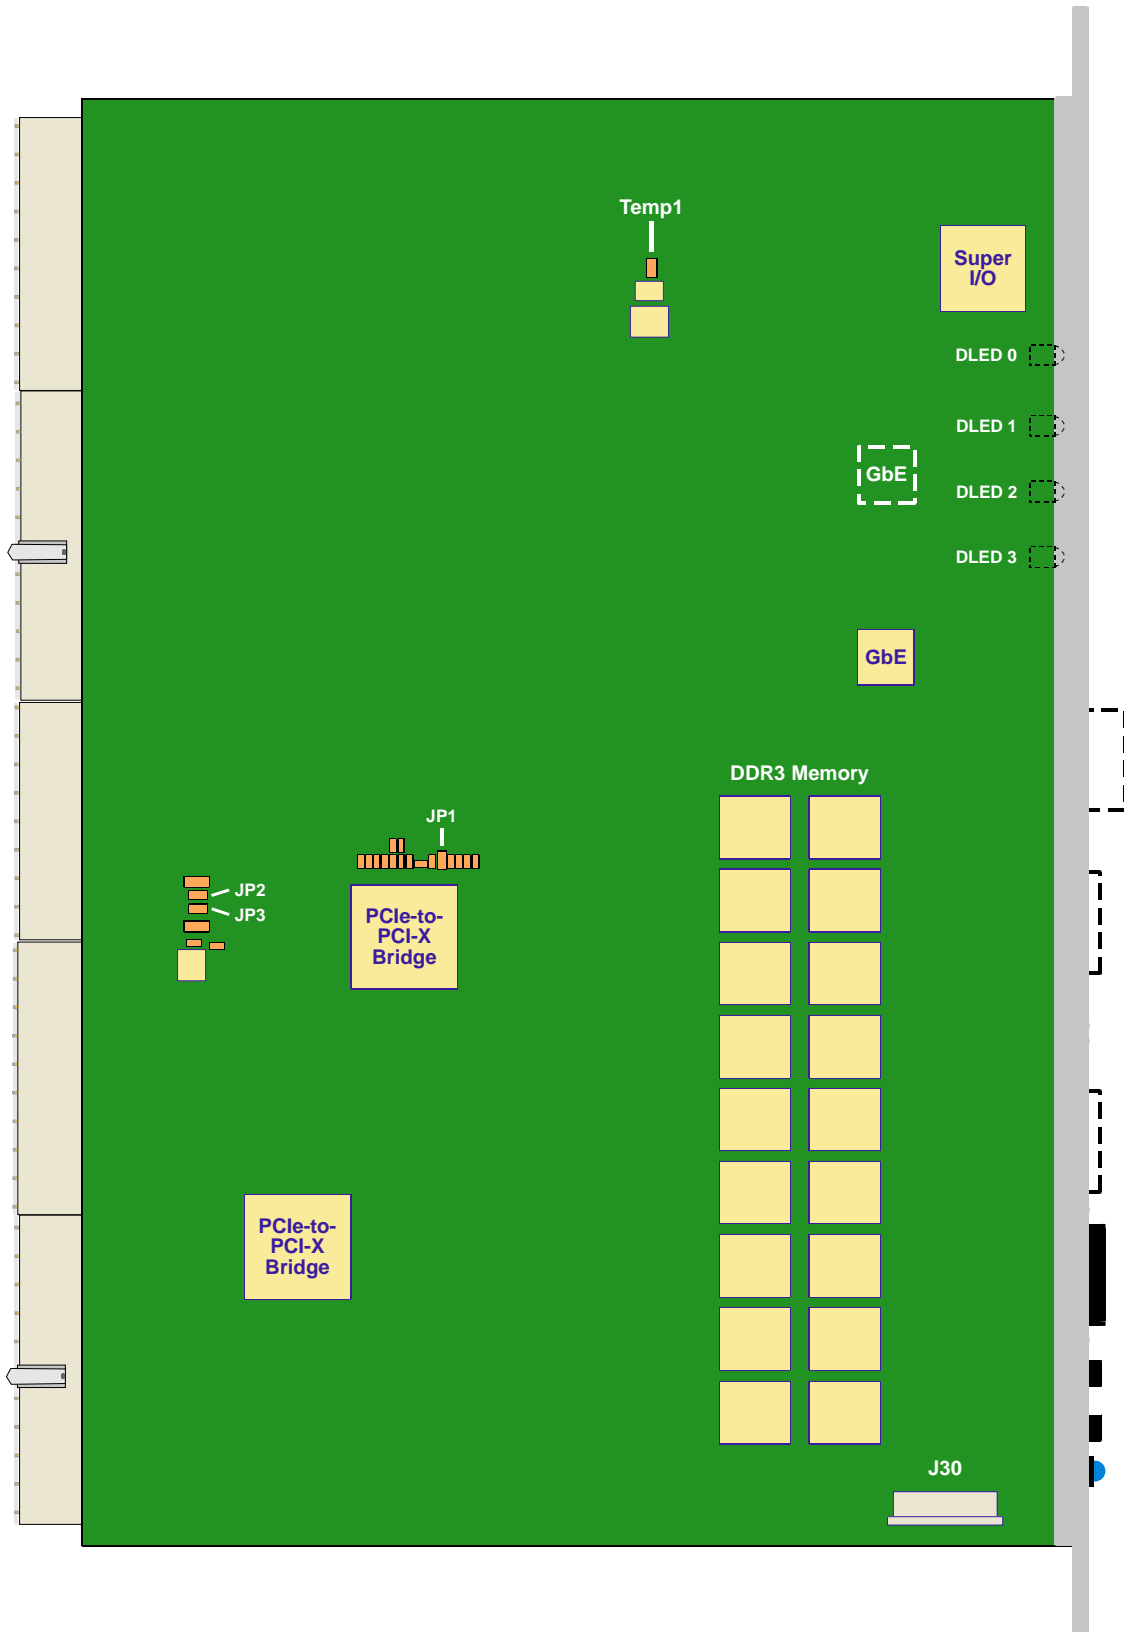 Temp1
Super
I/O
DLED 0
DLED 1
GbE
DLED 2
DLED 3
GbE
DDR3 Memory
JP1
JP2
JP3
PCIe-to-
PCI-X
Bridge
PCIe-to-
PCI-X
Bridge
J30